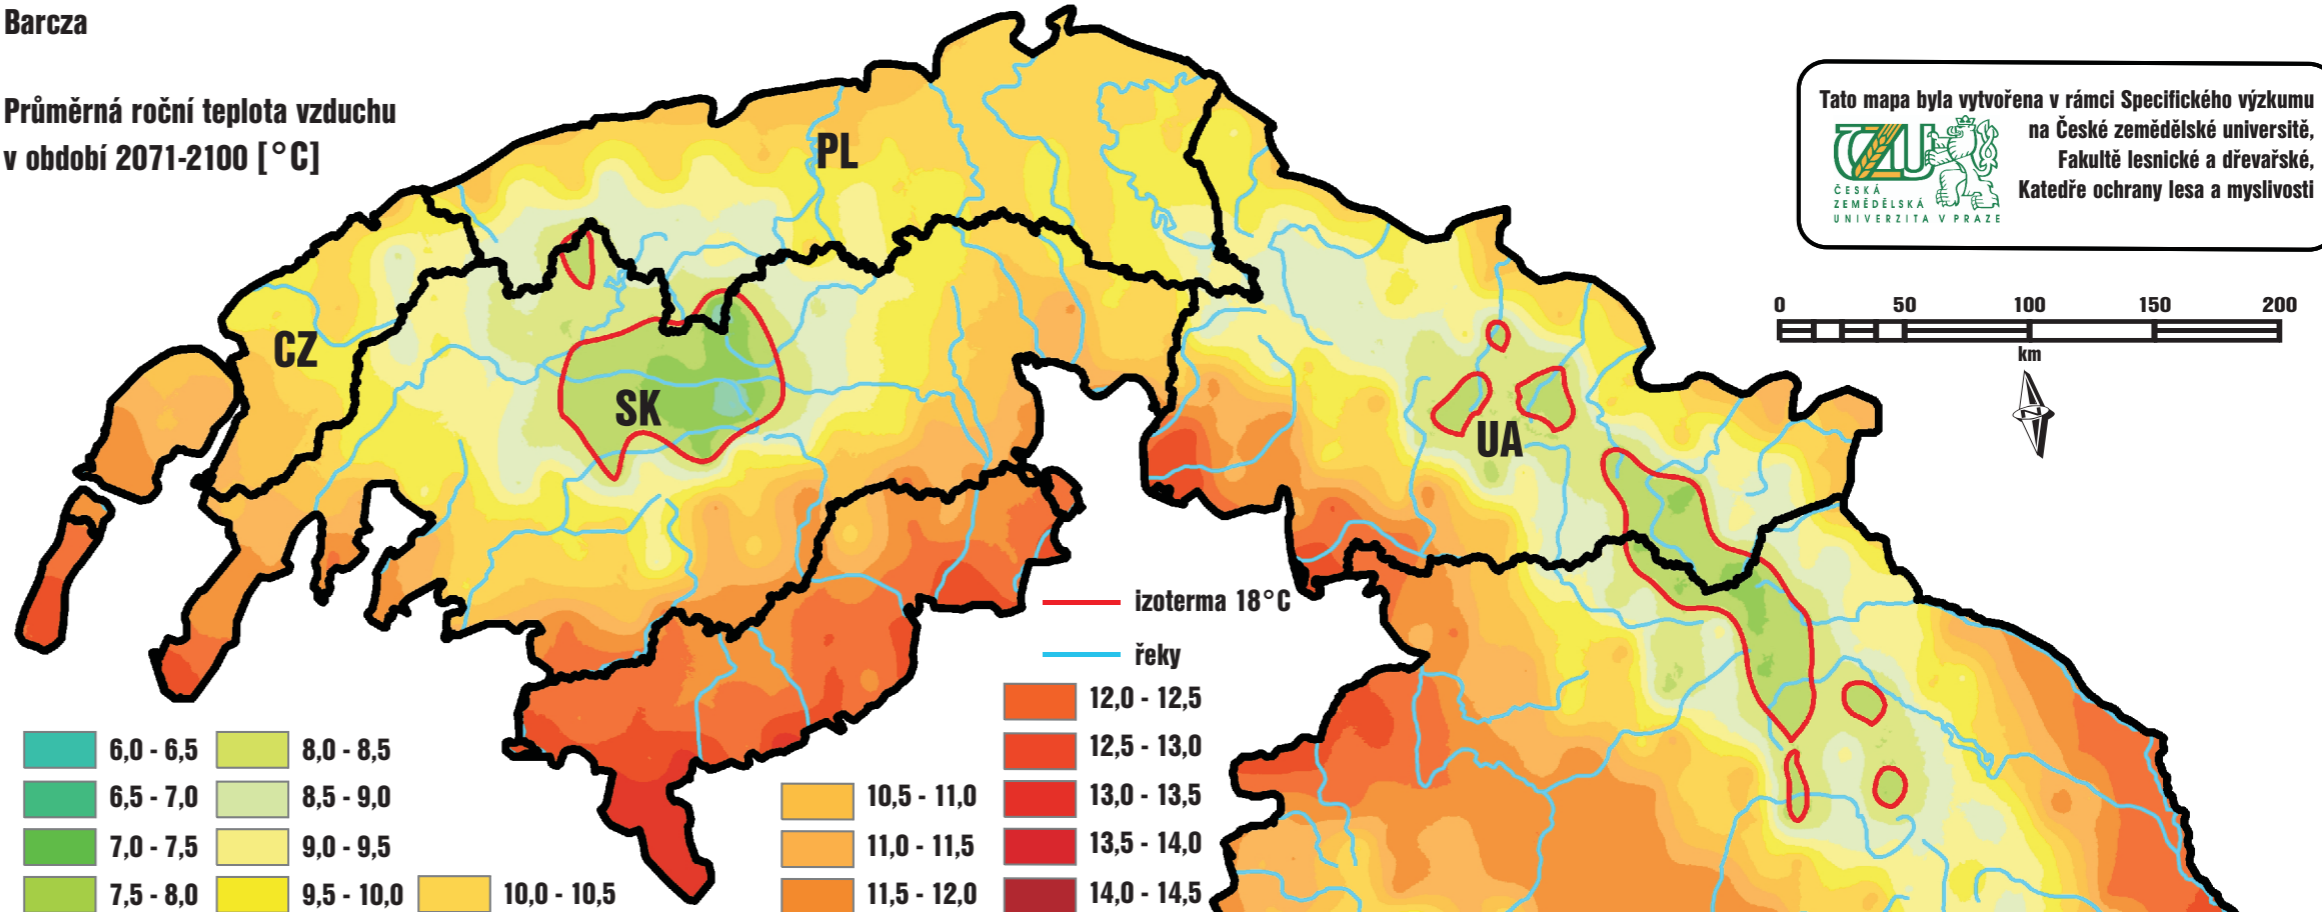 Barcza
Průměrná roční teplota vzduchu
v období 2071-2100 [°C]
Tato mapa byla vytvořena v rámci Specifického výzkumu
na České zemědělské universitě,
Fakultě lesnické a dřevařské,
Katedře ochrany lesa a myslivosti
ČZU
ČESKÁ
ZEMĚDĚLSKÁ
UNIVERZITA V PRAZE
0 50 100 150 200
km
N
PL
CZ
SK
UA
izoterma 18°C
řeky
6,0 - 6,5
6,5 - 7,0
7,0 - 7,5
7,5 - 8,0
8,0 - 8,5
8,5 - 9,0
9,0 - 9,5
9,5 - 10,0
10,0 - 10,5
10,5 - 11,0
11,0 - 11,5
11,5 - 12,0
12,0 - 12,5
12,5 - 13,0
13,0 - 13,5
13,5 - 14,0
14,0 - 14,5